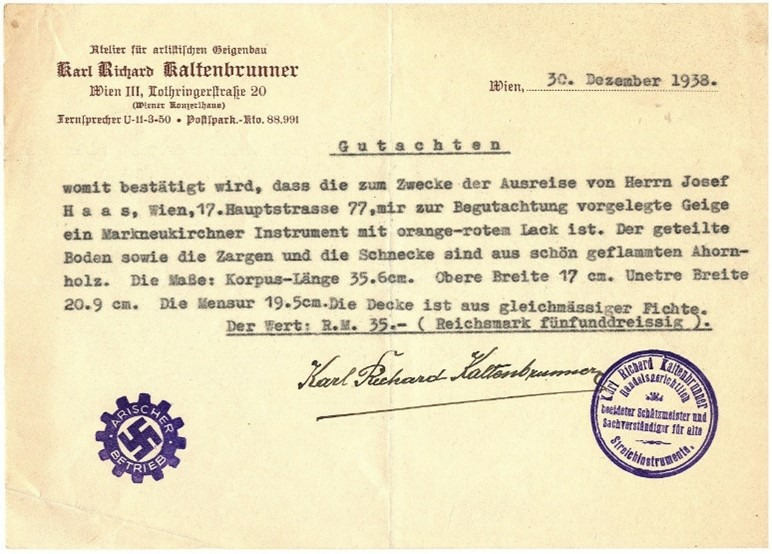 Atelier für artistischen Geigenbau
Karl Richard Kaltenbrunner
Wien III, Lothringerstraße 20
(Wiener Konzerthaus)
Fernsprecher U-11-3-50 • Postspark.-Kto. 88.991
Wien, 30. Dezember 1938.
Gutachten
womit bestätigt wird, dass die zum Zwecke der Ausreise von Herrn Josef
Haas, Wien, 17.Hauptstrasse 77,mir zur Begutachtung vorgelegte Geige
ein Markneukirchner Instrument mit orange-rotem Lack ist. Der geteilte
Boden sowie die Zargen und die Schnecke sind aus schön geflammten Ahorn-
holz. Die Maße: Korpus-Länge 35.6cm. Obere Breite 17 cm. Unetre Breite
20.9 cm. Die Mensur 19.5cm.Die Decke ist aus gleichmässiger Fichte.
Der Wert: R.M. 35.- ( Reichsmark fünfunddreissig ).
Karl Richard Kaltenbrunner
Karl Richard Kaltenbrunner
Handelsgerichtlich
beeideter Schätzmeister und
Sachverständiger für alte
Streichinstrumente.
ARISCHER
BETRIEB